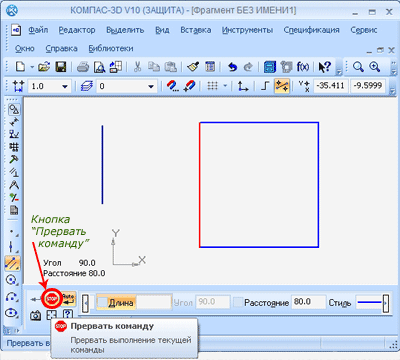 КОМПАС-3D V10 (ЗАЩИТА) - [Фрагмент БЕЗ ИМЕНИ1]
Файл Редактор Выделить Вид Вставка Инструменты Спецификация Сервис
Окно Справка Библиотеки
1.0 0 -35.411 -9.5999
Кнопка
"Прервать
команду"
Y
X
Угол 90.0
Расстояние 80.0
STOP Auto Длина Угол 90.0 Расстояние 80.0 Стиль
Прервать в
STOP Прервать команду
Прервать выполнение текущей
команды